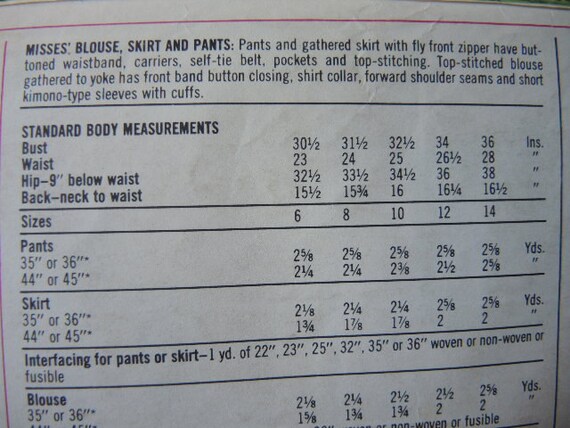 MISSES' BLOUSE, SKIRT AND PANTS: Pants and gathered skirt with fly front zipper have but-
toned waistband, carriers, self-tie belt, pockets and top-stitching. Top-stitched blouse
gathered to yoke has front band button closing, shirt collar, forward shoulder seams and short
kimono-type sleeves with cuffs.
STANDARD BODY MEASUREMENTS
Bust 30½ 31½ 32½ 34 36 Ins.
Waist 23 24 25 26½ 28 "
Hip–9" below waist 32½ 33½ 34½ 36 38 "
Back–neck to waist 15½ 15¾ 16 16¼ 16½ "
Sizes 6 8 10 12 14
Pants
35" or 36"* 2⅝ 2⅝ 2⅝ 2⅝ 2⅝ Yds.
44" or 45"* 2¼ 2¼ 2⅜ 2½ 2⅝ "
Skirt
35" or 36"* 2⅛ 2¼ 2¼ 2⅝ 2⅝ Yds.
44" or 45"* 1¾ 1⅞ 1⅞ 2 2 "
Interfacing for pants or skirt–1 yd. of 22", 23", 25", 32", 35" or 36" woven or non-woven or
fusible
Blouse
35" or 36"* 2⅛ 2¼ 2½ 2½ 2⅝ Yds.
44" or 45"* 1⅝ 1¾ 1¾ 2 2 "
woven or non-woven or fusible